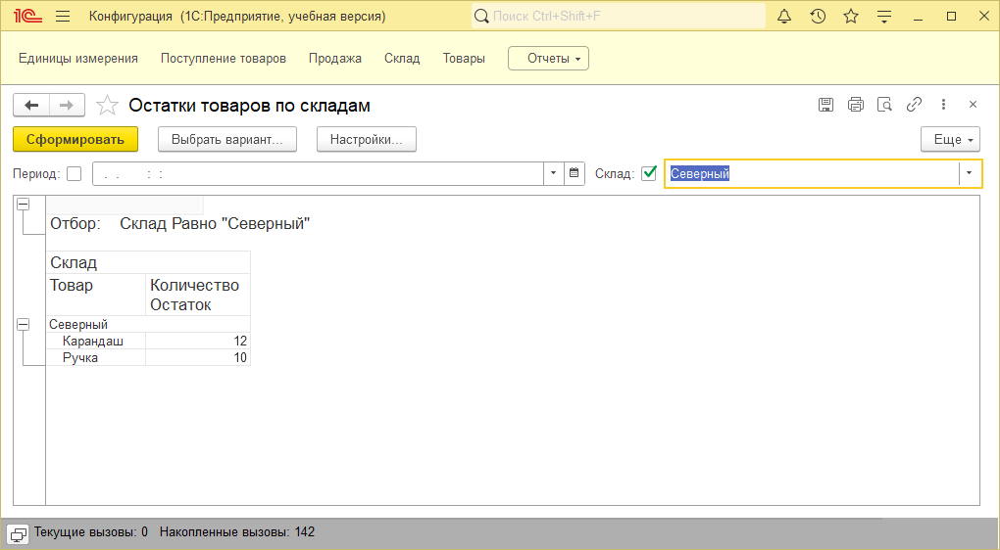 1С Конфигурация (1С:Предприятие, учебная версия) Поиск Ctrl+Shift+F
Единицы измерения Поступление товаров Продажа Склад Товары Отчеты
Остатки товаров по складам
Сформировать Выбрать вариант... Настройки... Еще
Период: . . : : Склад: Северный
Отбор: Склад Равно "Северный"
Склад
Товар Количество
Остаток
Северный
Карандаш 12
Ручка 10
Текущие вызовы: 0 Накопленные вызовы: 142